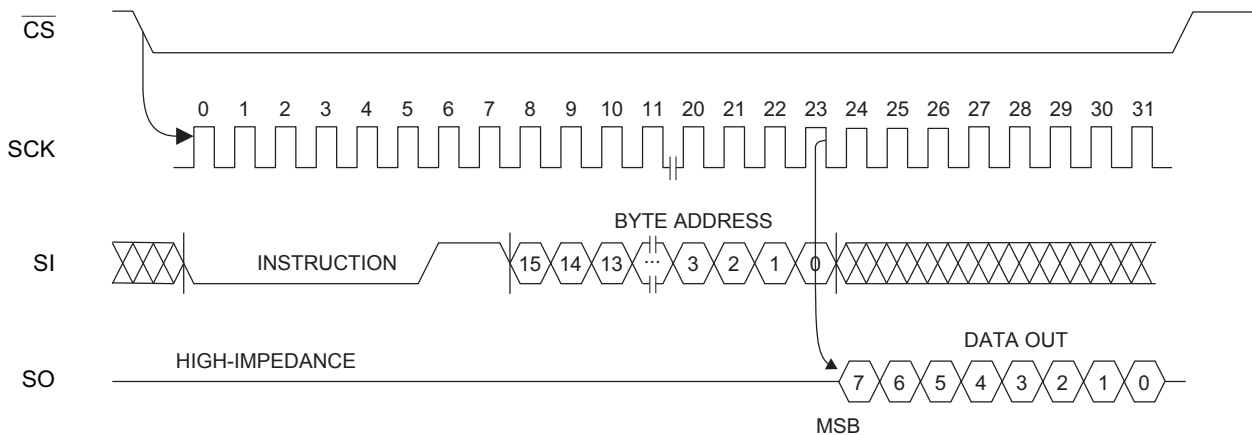 CS
0 1 2 3 4 5 6 7 8 9 10 11 20 21 22 23 24 25 26 27 28 29 30 31
SCK
BYTE ADDRESS
SI INSTRUCTION 15 14 13 ... 3 2 1 0
DATA OUT
HIGH-IMPEDANCE
SO 7 6 5 4 3 2 1 0
MSB